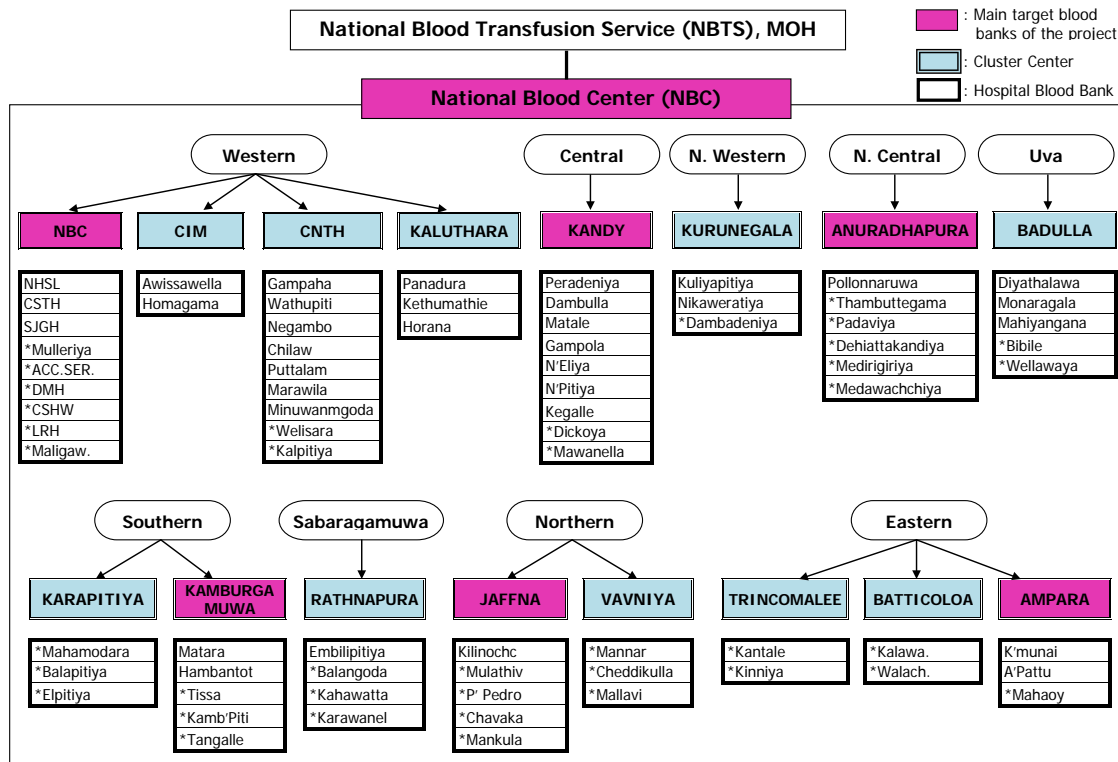 National Blood Transfusion Service (NBTS), MOH
: Main target blood
banks of the project
: Cluster Center
: Hospital Blood Bank
National Blood Center (NBC)
Western
Central
N. Western
N. Central
Uva
NBC
CIM
CNTH
KALUTHARA
KANDY
KURUNEGALA
ANURADHAPURA
BADULLA
NHSL
CSTH
SJGH
*Mulleriya
*ACC.SER.
*DMH
*CSHW
*LRH
*Maligaw.
Awissawella
Homagama
Gampaha
Wathupiti
Negambo
Chilaw
Puttalam
Marawila
Minuwanmgoda
*Welisara
*Kalpitiya
Panadura
Kethumathie
Horana
Peradeniya
Dambulla
Matale
Gampola
N'Eliya
N'Pitiya
Kegalle
*Dickoya
*Mawanella
Kuliyapitiya
Nikaweratiya
*Dambadeniya
Pollonnaruwa
*Thambuttegama
*Padaviya
*Dehiattakandiya
*Medirigiriya
*Medawachchiya
Diyathalawa
Monaragala
Mahiyangana
*Bibile
*Wellawaya
Southern
Sabaragamuwa
Northern
Eastern
KARAPITIYA
KAMBURGA
MUWA
RATHNAPURA
JAFFNA
VAVNIYA
TRINCOMALEE
BATTICOLOA
AMPARA
*Mahamodara
*Balapitiya
*Elpitiya
Matara
Hambantot
*Tissa
*Kamb'Piti
*Tangalle
Embilipitiya
*Balangoda
*Kahawatta
*Karawanel
Kilinochc
*Mulathiv
*P' Pedro
*Chavaka
*Mankula
*Mannar
*Cheddikulla
*Mallavi
*Kantale
*Kinniya
*Kalawa.
*Walach.
K'munai
A'Pattu
*Mahaoy